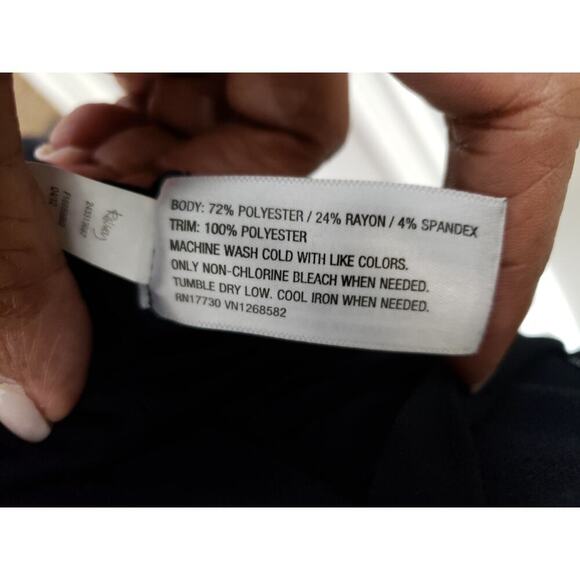 BODY: 72% POLYESTER / 24% RAYON / 4% SPANDEX
TRIM: 100% POLYESTER
MACHINE WASH COLD WITH LIKE COLORS.
ONLY NON-CHLORINE BLEACH WHEN NEEDED.
TUMBLE DRY LOW. COOL IRON WHEN NEEDED.
RN17730 VN1268582